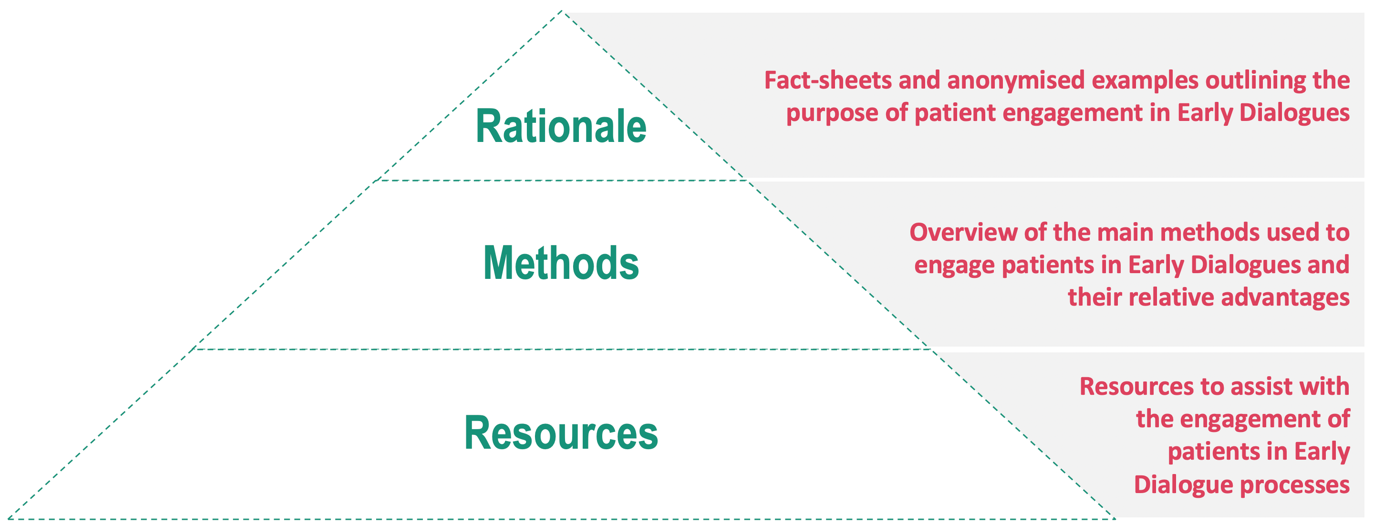 Rationale
Fact-sheets and anonymised examples outlining the
purpose of patient engagement in Early Dialogues
Methods
Overview of the main methods used to
engage patients in Early Dialogues and
their relative advantages
Resources
Resources to assist with
the engagement of
patients in Early
Dialogue processes